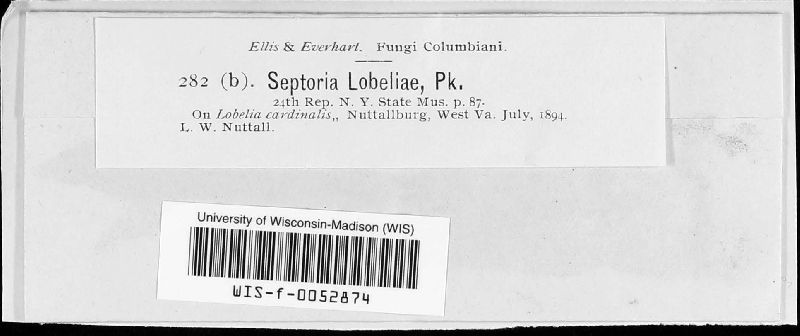 Ellis & Everhart. Fungi Columbiani.
282 (b). Septoria Lobeliae, Pk.
24th Rep. N. Y. State Mus. p. 87.
On Lobelia cardinalis,, Nuttallburg, West Va. July, 1894.
L. W. Nuttall.
University of Wisconsin-Madison (WIS)
WIS-f-0052874